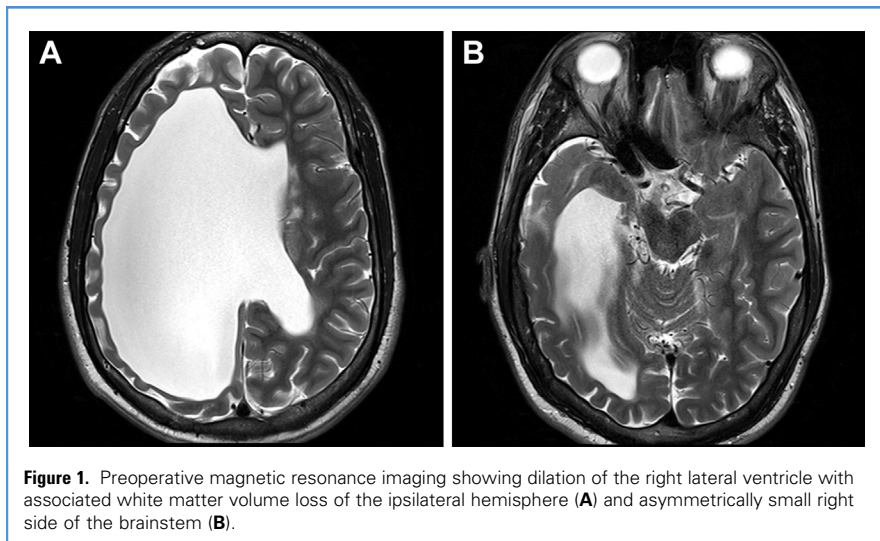 A
B
Figure 1. Preoperative magnetic resonance imaging showing dilation of the right lateral ventricle with
associated white matter volume loss of the ipsilateral hemisphere (A) and asymmetrically small right
side of the brainstem (B).